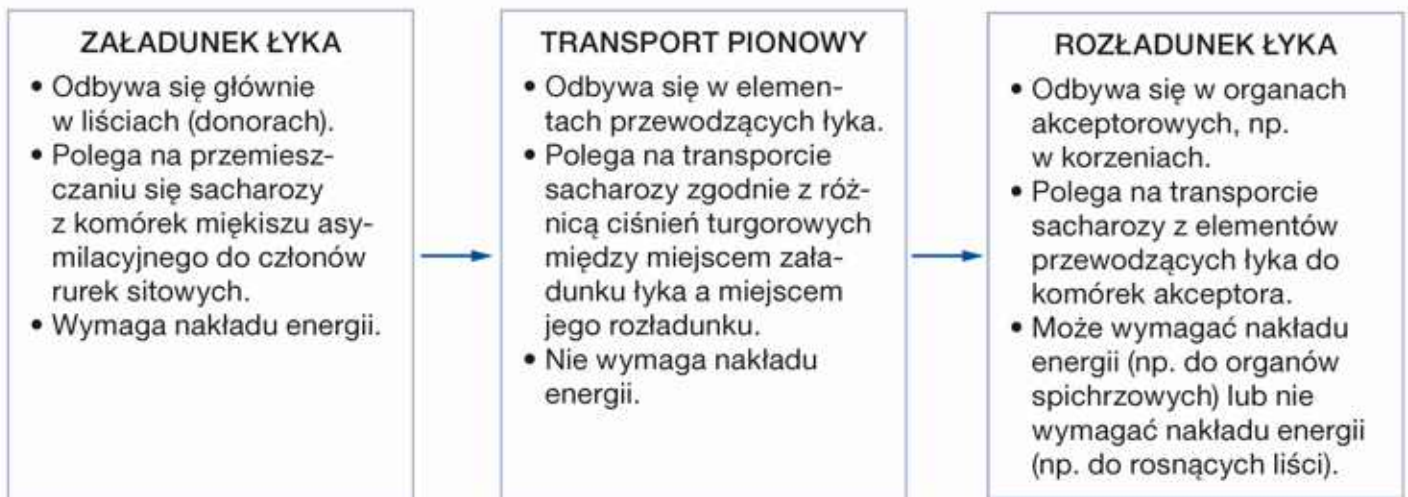 ZAŁADUNEK ŁYKA
• Odbywa się głównie
w liściach (donorach).
• Polega na przemiesz-
czaniu się sacharozy
z komórek miękiszu asy-
milacyjnego do członów
rurek sitowych.
• Wymaga nakładu energii.
TRANSPORT PIONOWY
• Odbywa się w elemen-
tach przewodzących łyka.
• Polega na transporcie
sacharozy zgodnie z róż-
nicą ciśnień turgorowych
między miejscem zała-
dunku łyka a miejscem
jego rozładunku.
• Nie wymaga nakładu
energii.
ROZŁADUNEK ŁYKA
• Odbywa się w organach
akceptorowych, np.
w korzeniach.
• Polega na transporcie
sacharozy z elementów
przewodzących łyka do
komórek akceptora.
• Może wymagać nakładu
energii (np. do organów
spichrzowych) lub nie
wymagać nakładu energii
(np. do rosnących liści).